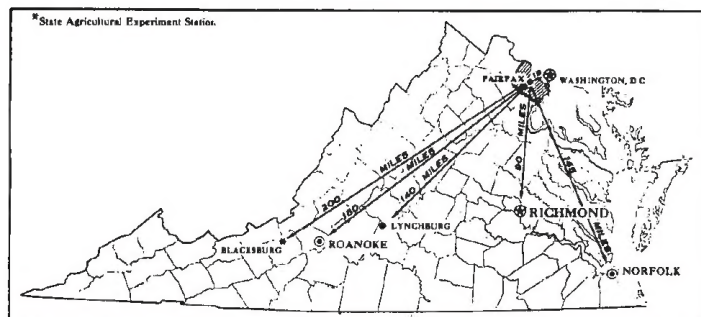 *State Agricultural Experiment Station.
FAIRFAX
18
WASHINGTON, D.C
200 MILES
180 MILES
140 MILES
90 MILES
145 MILES
BLACKSBURG
ROANOKE
LYNCHBURG
RICHMOND
NORFOLK